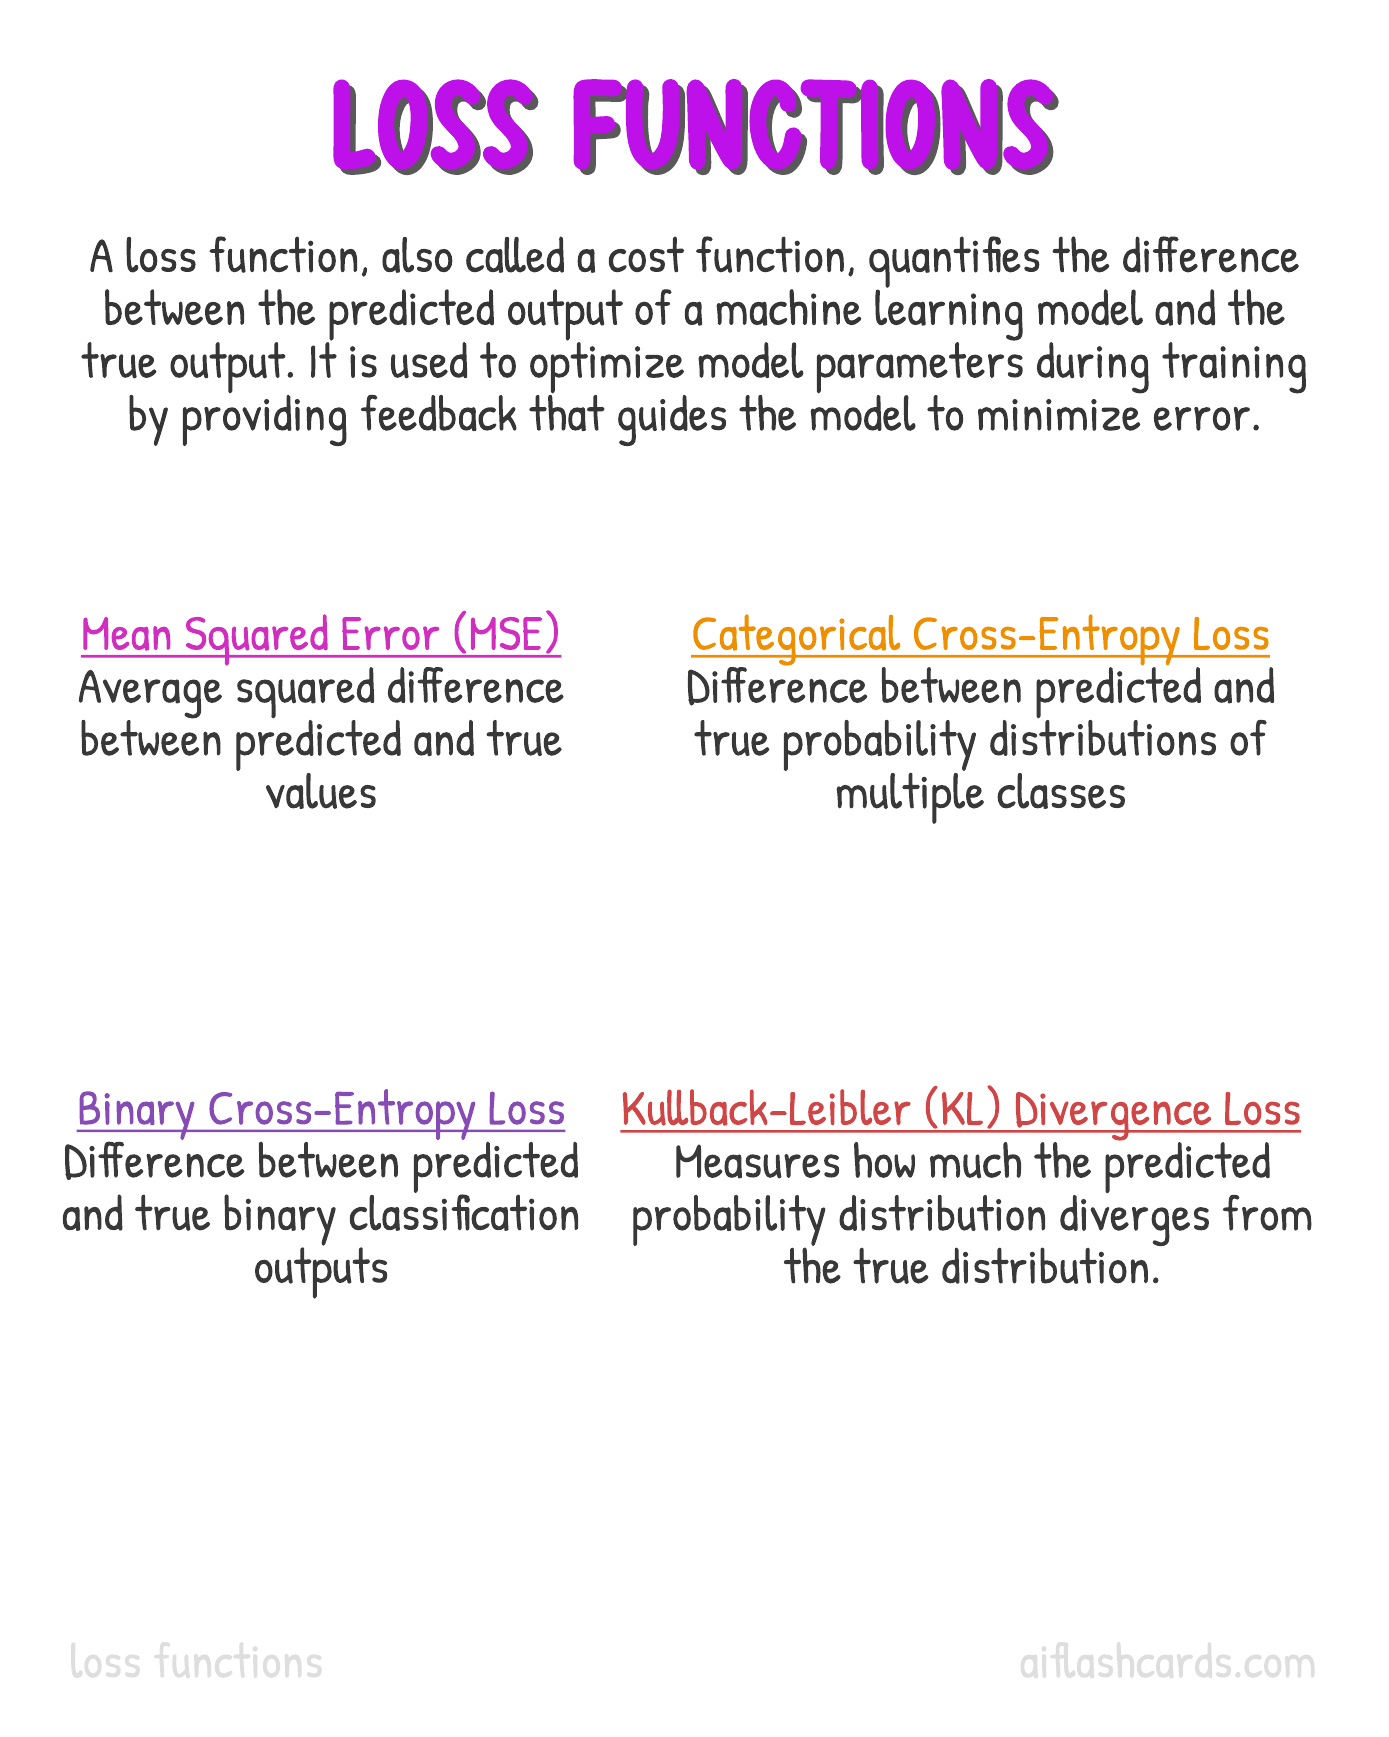 LOSS FUNCTIONS
A loss function, also called a cost function, quantifies the difference
between the predicted output of a machine learning model and the
true output. It is used to optimize model parameters during training
by providing feedback that guides the model to minimize error.
Mean Squared Error (MSE)
Average squared difference
between predicted and true
values
Categorical Cross-Entropy Loss
Difference between predicted and
true probability distributions of
multiple classes
Binary Cross-Entropy Loss
Difference between predicted
and true binary classification
outputs
Kullback-Leibler (KL) Divergence Loss
Measures how much the predicted
probability distribution diverges from
the true distribution.
loss functions
aiflashcards.com